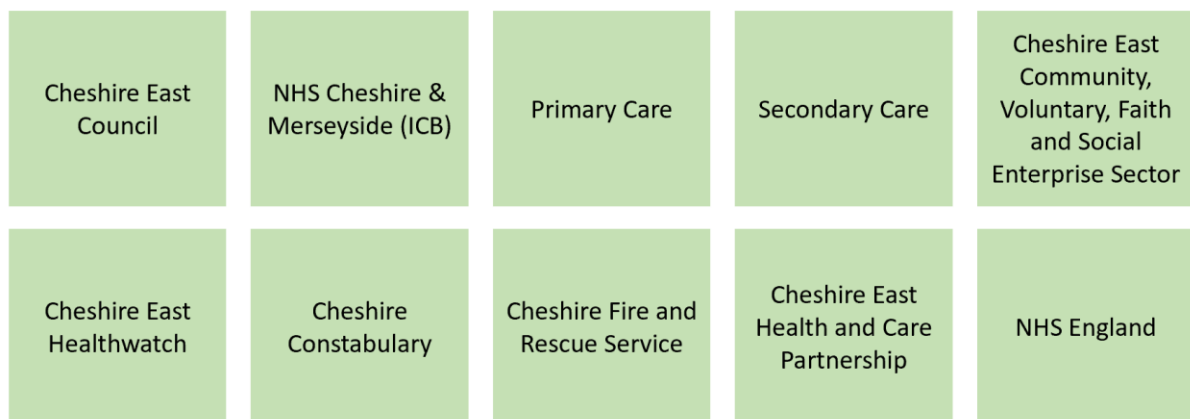 Cheshire East
Council
NHS Cheshire &
Merseyside (ICB)
Primary Care
Secondary Care
Cheshire East
Community,
Voluntary, Faith
and Social
Enterprise Sector
Cheshire East
Healthwatch
Cheshire
Constabulary
Cheshire Fire and
Rescue Service
Cheshire East
Health and Care
Partnership
NHS England